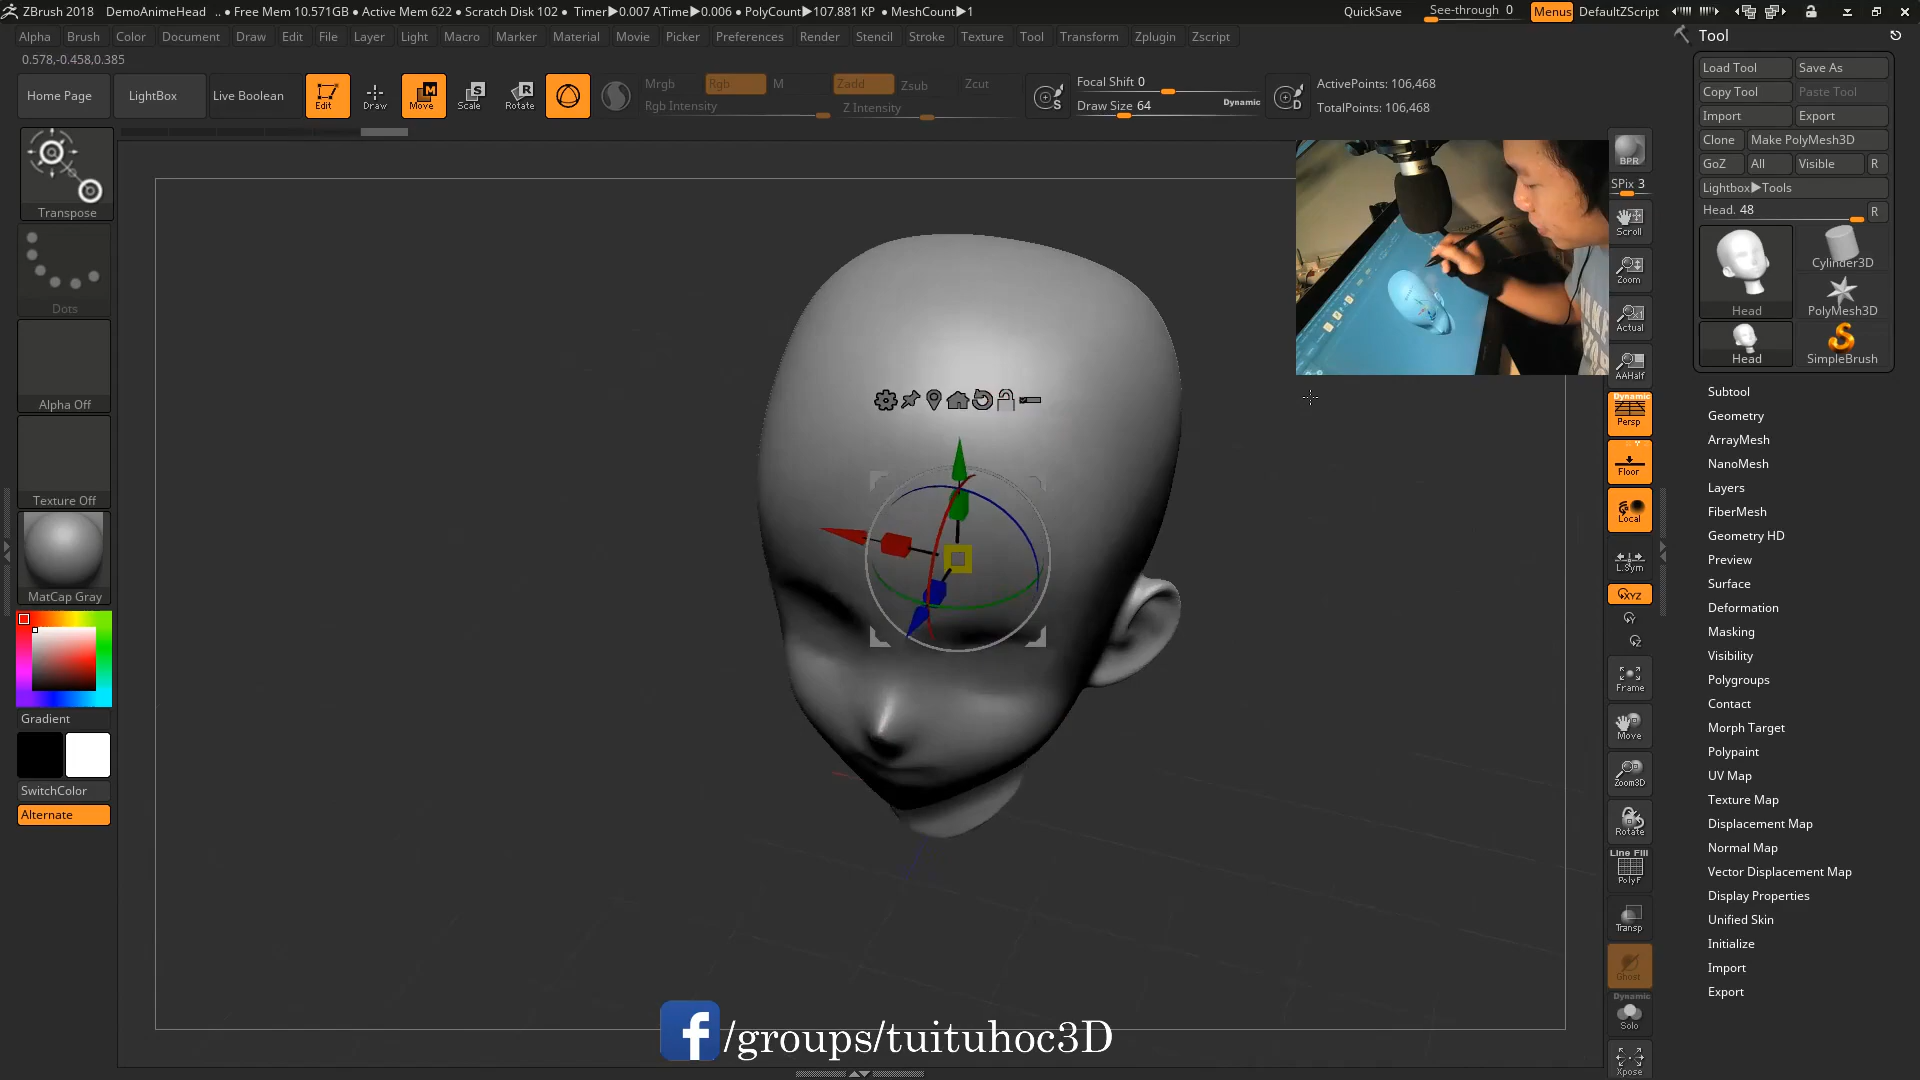 ZBrush 2018 DemoAnimeHead .. ● Free Mem 10.571GB ● Active Mem 622 ● Scratch Disk 102 ● Timer▶0.007 ATime▶0.006 ● PolyCount▶107.881 KP ● MeshCount▶1 QuickSave See-through 0 Menus DefaultZScript
Alpha Brush Color Document Draw Edit File Layer Light Macro Marker Material Movie Picker Preferences Render Stencil Stroke Texture Tool Transform Zplugin Zscript
0.578,-0.458,0.385
Home Page LightBox Live Boolean Edit Draw Move Scale Rotate
Mrgb Rgb M Zadd Zsub Zcut
Rgb Intensity Z Intensity
Focal Shift 0
Draw Size 64 Dynamic
ActivePoints: 106,468
TotalPoints: 106,468
Transpose
Dots
Alpha Off
Texture Off
MatCap Gray
Gradient
SwitchColor
Alternate
BPR
SPix 3
Scroll
Zoom
Actual
AAHalf
Dynamic
Persp
Floor
Local
L.Sym
XYZ
Y
Z
Frame
Move
Zoom3D
Rotate
Line Fill
PolyF
Transp
Ghost
Dynamic
Solo
Xpose
Tool
Load Tool Save As
Copy Tool Paste Tool
Import Export
Clone Make PolyMesh3D
GoZ All Visible R
Lightbox▶Tools
Head. 48 R
Head Cylinder3D
PolyMesh3D
Head SimpleBrush
Subtool
Geometry
ArrayMesh
NanoMesh
Layers
FiberMesh
Geometry HD
Preview
Surface
Deformation
Masking
Visibility
Polygroups
Contact
Morph Target
Polypaint
UV Map
Texture Map
Displacement Map
Normal Map
Vector Displacement Map
Display Properties
Unified Skin
Initialize
Import
Export
f/groups/tuituhoc3D